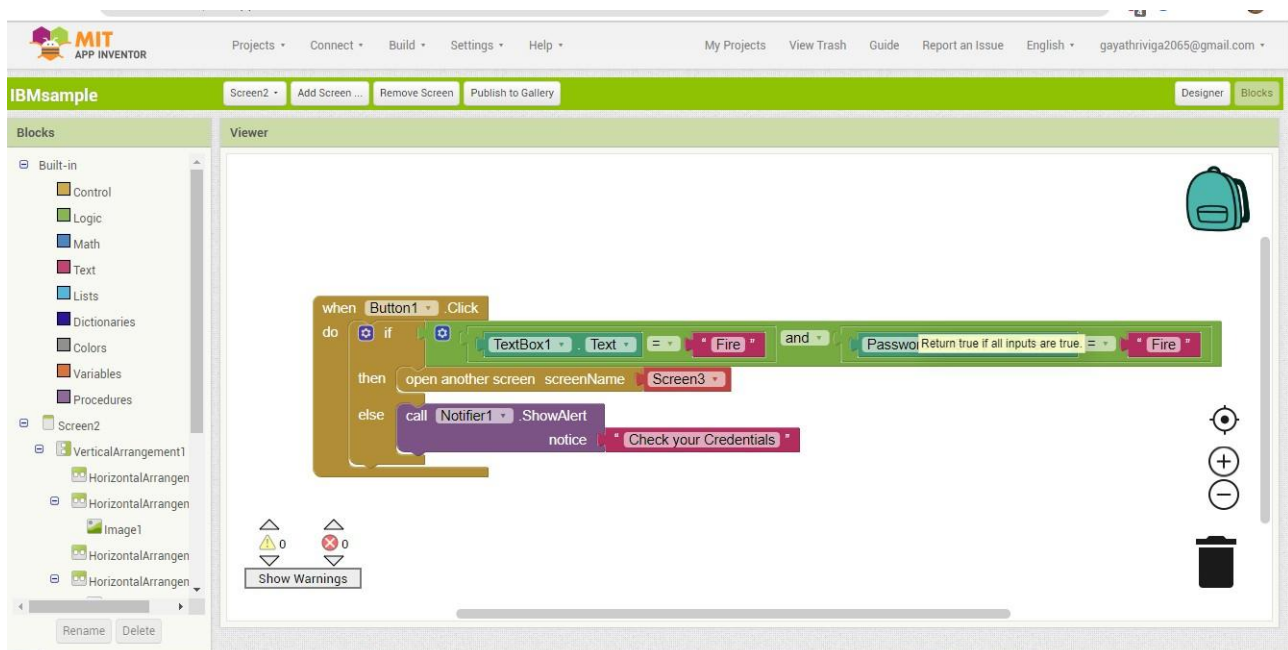 4
MIT
APP INVENTOR
Projects Connect Build Settings Help My Projects View Trash Guide Report an Issue English gayathriviga2065@gmail.com
IBMsample Screen2 Add Screen ... Remove Screen Publish to Gallery Designer Blocks
Blocks Viewer
Built-in
Control
Logic
Math
Text
Lists
Dictionaries
Colors
Variables
Procedures
Screen2
VerticalArrangement1
HorizontalArrangen
HorizontalArrangen
Image1
HorizontalArrangen
HorizontalArrangen
Rename Delete
when Button1 .Click
do if TextBox1 . Text = " Fire " and Passwo Return true if all inputs are true. = " Fire "
then open another screen screenName Screen3
else call Notifier1 .ShowAlert
notice " Check your Credentials "
0 0
Show Warnings